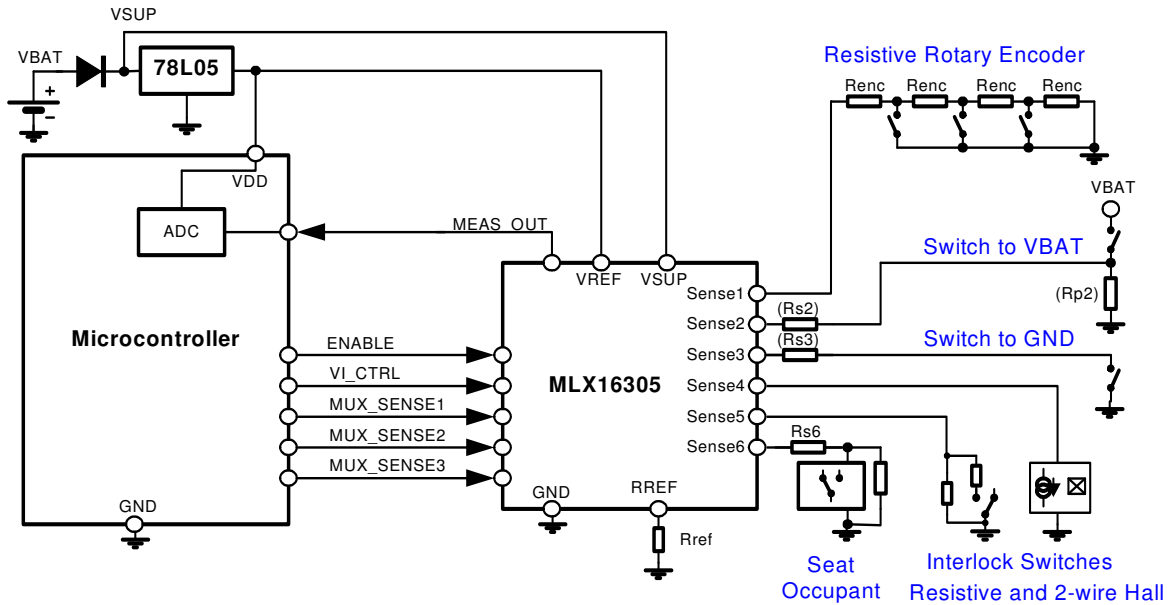 VSUP
VBAT
78L05
+
−
Resistive Rotary Encoder
Renc Renc Renc Renc
VDD
ADC
MEAS_OUT
VBAT
VREF VSUP
Switch to VBAT
Sense1
(Rs2)
(Rp2)
Sense2
(Rs3)
Switch to GND
Microcontroller
Sense3
ENABLE
MLX16305
Sense4
VI_CTRL
Sense5
MUX_SENSE1
Rs6
MUX_SENSE2
Sense6
MUX_SENSE3
GND
GND
RREF
Rref
Seat
Occupant
Interlock Switches
Resistive and 2-wire Hall